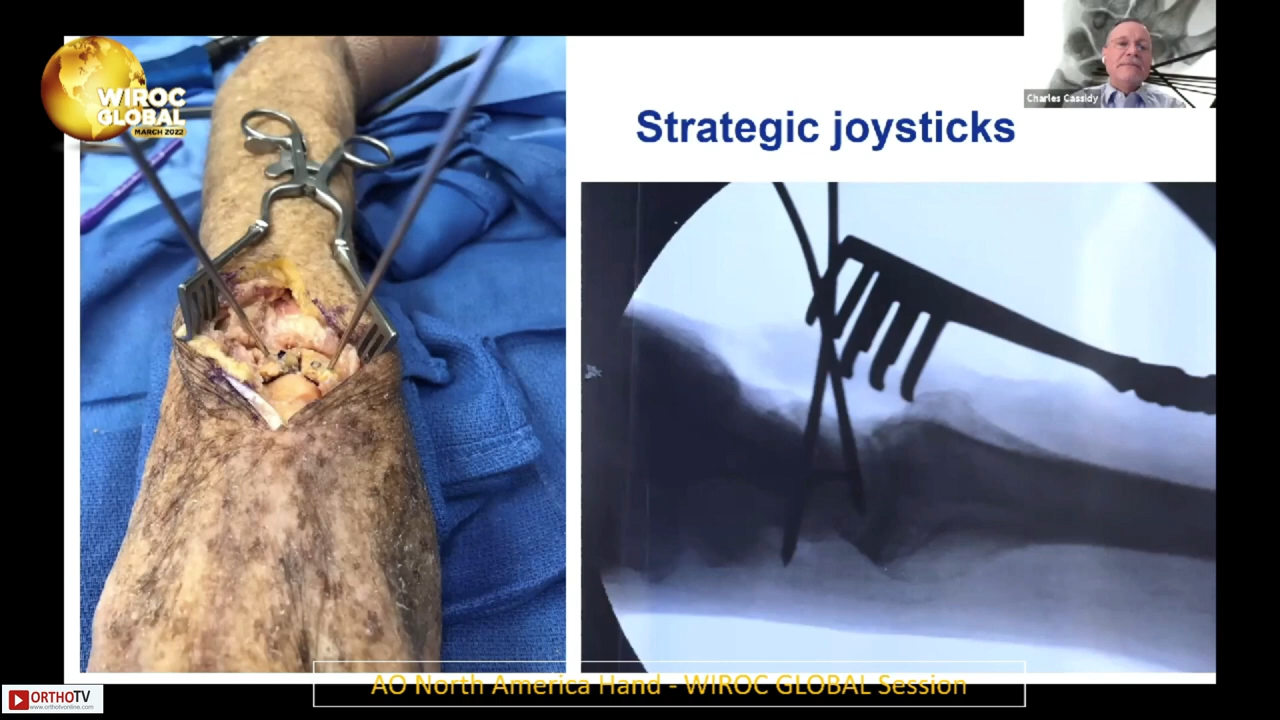 WIROC
GLOBAL
MARCH 2022
Strategic joysticks
Charles Cassidy
AO North America Hand - WIROC GLOBAL Session
ORTHOTV
www.orthotvonline.com